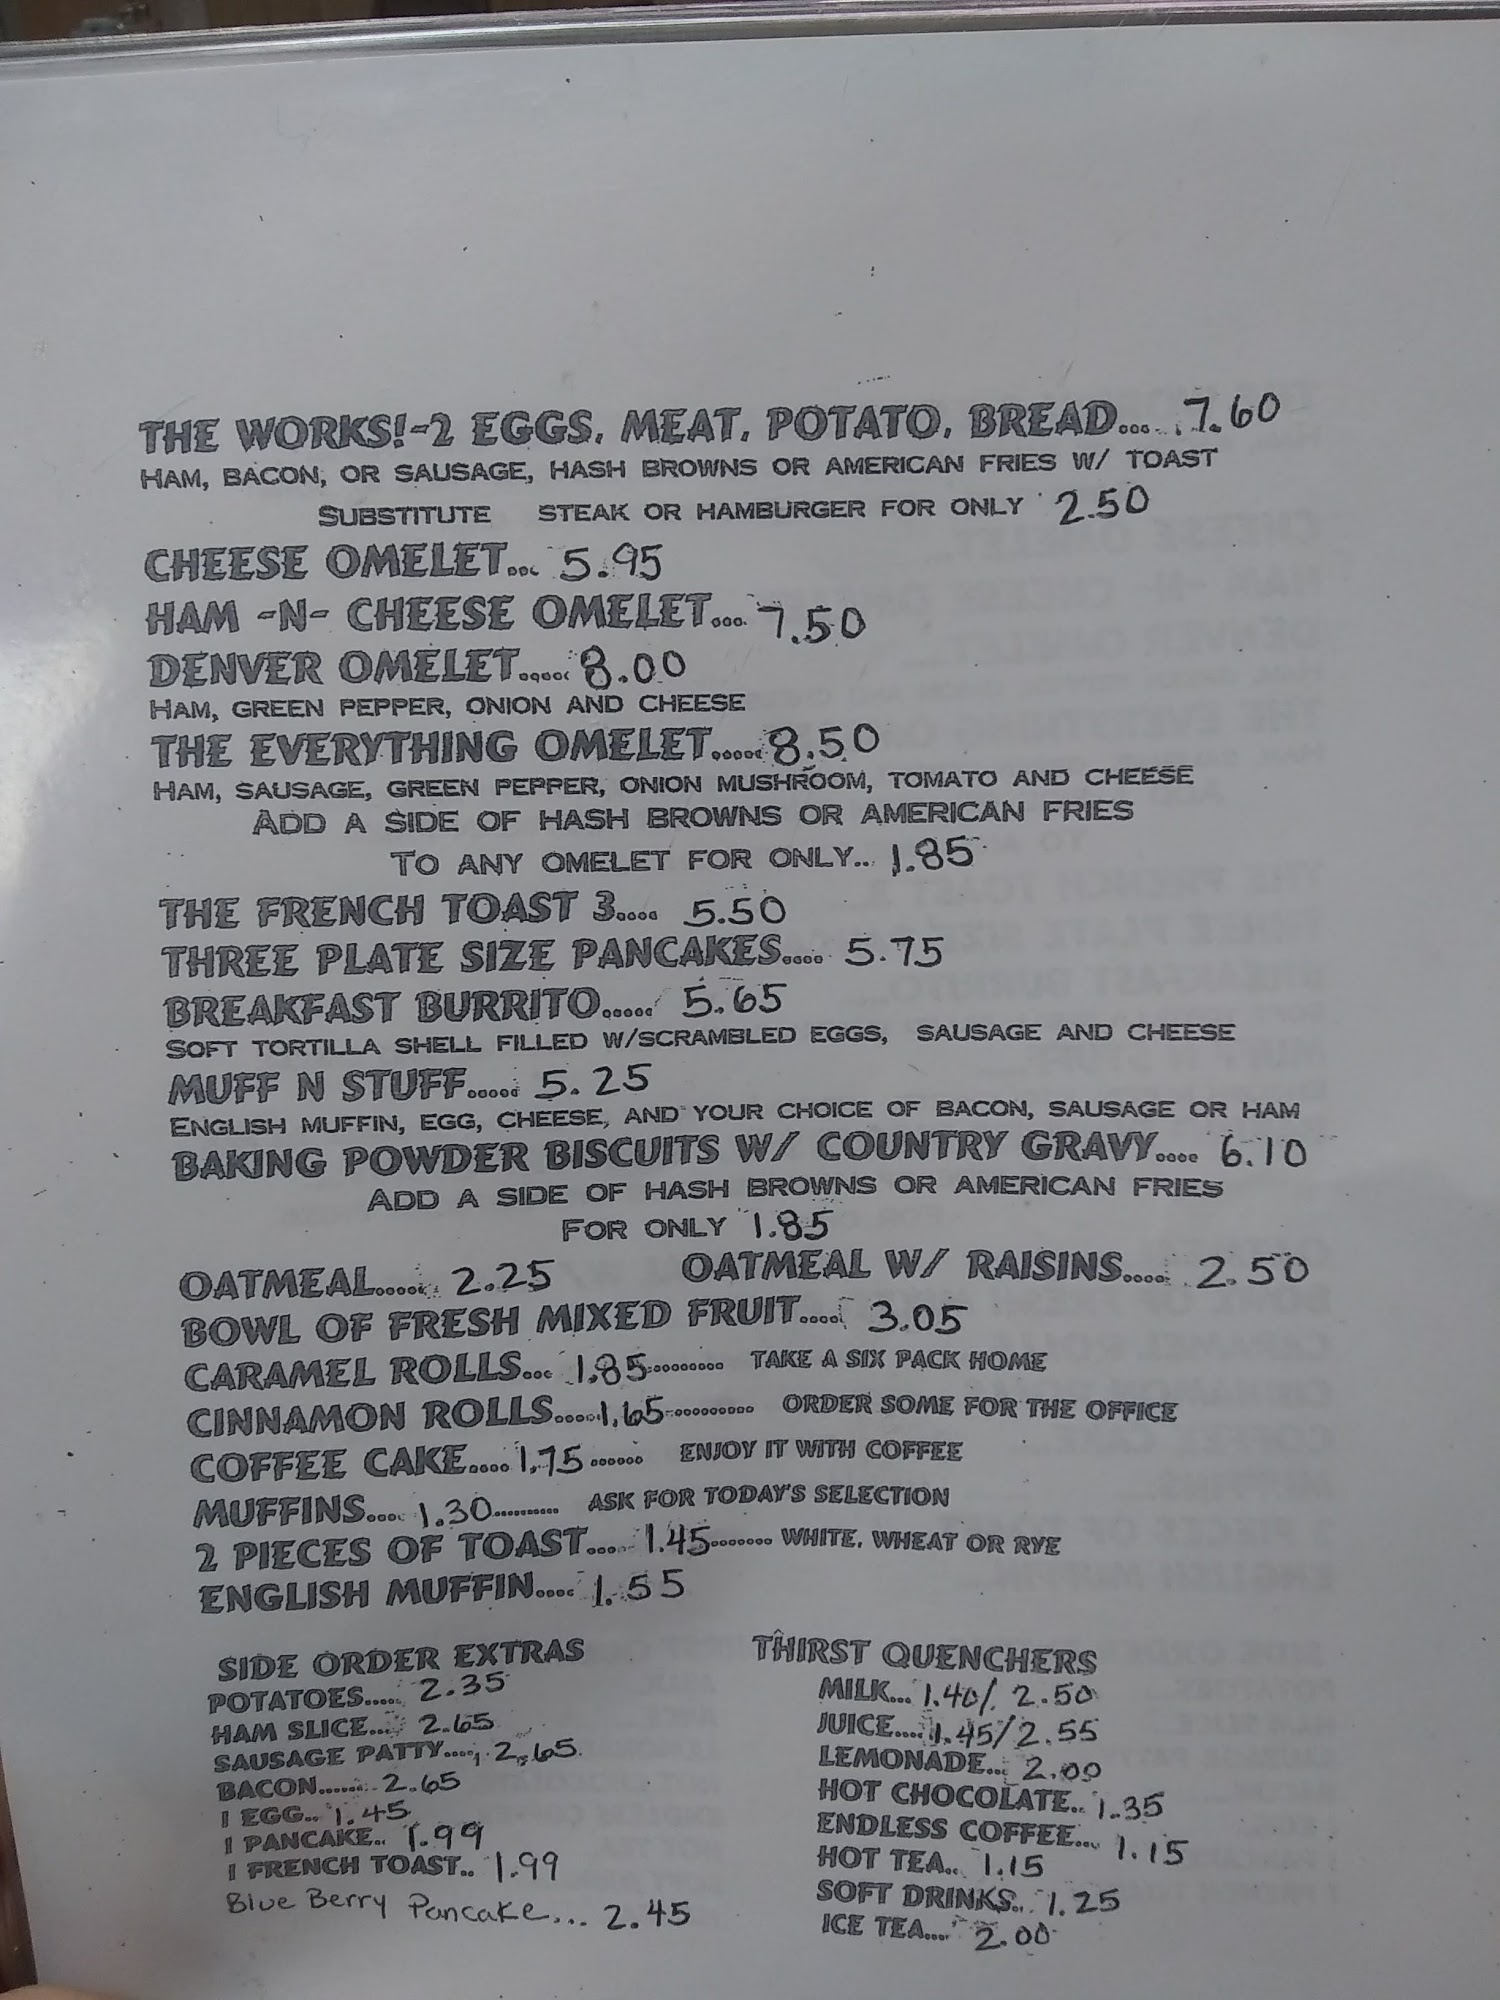 THE WORKS!-2 EGGS, MEAT, POTATO, BREAD... 7.60
HAM, BACON, OR SAUSAGE, HASH BROWNS OR AMERICAN FRIES W/ TOAST
SUBSTITUTE STEAK OR HAMBURGER FOR ONLY 2.50
CHEESE OMELET... 5.95
HAM -N- CHEESE OMELET... 7.50
DENVER OMELET..... 8.00
HAM, GREEN PEPPER, ONION AND CHEESE
THE EVERYTHING OMELET..... 8.50
HAM, SAUSAGE, GREEN PEPPER, ONION MUSHROOM, TOMATO AND CHEESE
ADD A SIDE OF HASH BROWNS OR AMERICAN FRIES
TO ANY OMELET FOR ONLY.. 1.85
THE FRENCH TOAST 3.... 5.50
THREE PLATE SIZE PANCAKES.... 5.75
BREAKFAST BURRITO..... 5.65
SOFT TORTILLA SHELL FILLED W/SCRAMBLED EGGS, SAUSAGE AND CHEESE
MUFF N STUFF..... 5.25
ENGLISH MUFFIN, EGG, CHEESE, AND YOUR CHOICE OF BACON, SAUSAGE OR HAM
BAKING POWDER BISCUITS W/ COUNTRY GRAVY.... 6.10
ADD A SIDE OF HASH BROWNS OR AMERICAN FRIES
FOR ONLY 1.85
OATMEAL..... 2.25 OATMEAL W/ RAISINS.... 2.50
BOWL OF FRESH MIXED FRUIT.... 3.05
CARAMEL ROLLS... 1.85......... TAKE A SIX PACK HOME
CINNAMON ROLLS..... 1.65.......... ORDER SOME FOR THE OFFICE
COFFEE CAKE.... 1.75...... ENJOY IT WITH COFFEE
MUFFINS.... 1.30.......... ASK FOR TODAY'S SELECTION
2 PIECES OF TOAST.... 1.45....... WHITE, WHEAT OR RYE
ENGLISH MUFFIN.... 1.55
SIDE ORDER EXTRAS
POTATOES..... 2.35
HAM SLICE... 2.65
SAUSAGE PATTY.... 2.65
BACON...... 2.65
1 EGG.. 1.45
1 PANCAKE.. 1.99
1 FRENCH TOAST.. 1.99
Blue Berry Pancake... 2.45
THIRST QUENCHERS
MILK... 1.40/ 2.50
JUICE.... 1.45/2.55
LEMONADE... 2.00
HOT CHOCOLATE.. 1.35
ENDLESS COFFEE... 1.15
HOT TEA.. 1.15
SOFT DRINKS.. 1.25
ICE TEA.... 2.00